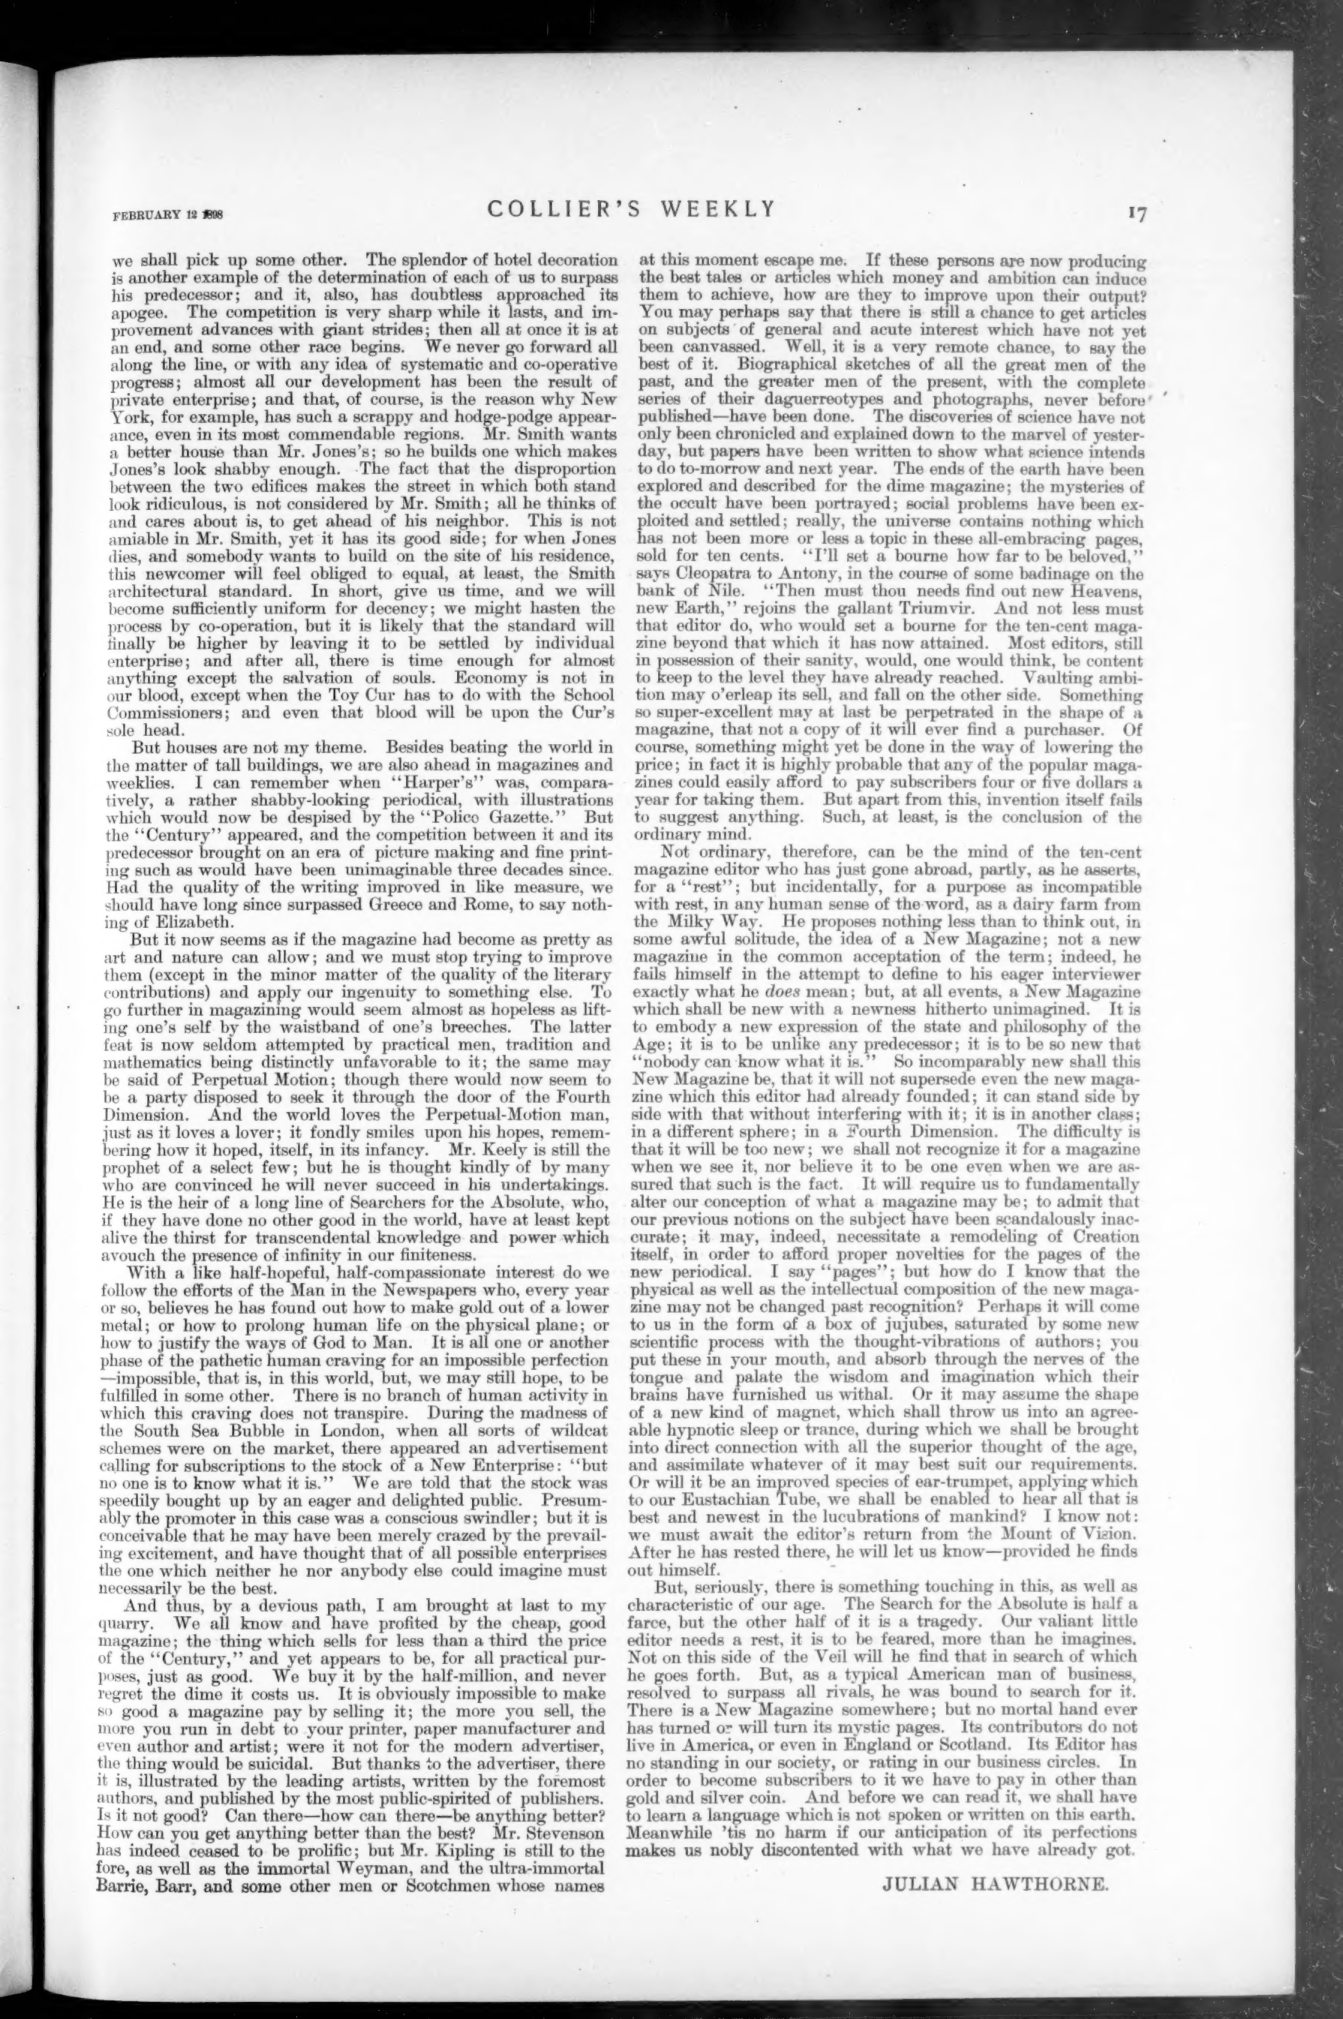 FEBRUARY 12 1898
COLLIER'S WEEKLY
17
we shall pick up some other. The splendor of hotel decoration
is another example of the determination of each of us to surpass
his predecessor; and it, also, has doubtless approached its
apogee. The competition is very sharp while it lasts, and im-
provement advances with giant strides; then all at once it is at
an end, and some other race begins. We never go forward all
along the line, or with any idea of systematic and co-operative
progress; almost all our development has been the result of
private enterprise; and that, of course, is the reason why New
York, for example, has such a scrappy and hodge-podge appear-
ance, even in its most commendable regions. Mr. Smith wants
a better house than Mr. Jones's; so he builds one which makes
Jones's look shabby enough. The fact that the disproportion
between the two edifices makes the street in which both stand
look ridiculous, is not considered by Mr. Smith; all he thinks of
and cares about is, to get ahead of his neighbor. This is not
amiable in Mr. Smith, yet it has its good side; for when Jones
dies, and somebody wants to build on the site of his residence,
this newcomer will feel obliged to equal, at least, the Smith
architectural standard. In short, give us time, and we will
become sufficiently uniform for decency; we might hasten the
process by co-operation, but it is likely that the standard will
finally be higher by leaving it to be settled by individual
enterprise; and after all, there is time enough for almost
anything except the salvation of souls. Economy is not in
our blood, except when the Toy Cur has to do with the School
Commissioners; and even that blood will be upon the Cur's
sole head.
But houses are not my theme. Besides beating the world in
the matter of tall buildings, we are also ahead in magazines and
weeklies. I can remember when "Harper's" was, compara-
tively, a rather shabby-looking periodical, with illustrations
which would now be despised by the "Polico Gazette." But
the "Century" appeared, and the competition between it and its
predecessor brought on an era of picture making and fine print-
ing such as would have been unimaginable three decades since.
Had the quality of the writing improved in like measure, we
should have long since surpassed Greece and Rome, to say noth-
ing of Elizabeth.
But it now seems as if the magazine had become as pretty as
art and nature can allow; and we must stop trying to improve
them (except in the minor matter of the quality of the literary
contributions) and apply our ingenuity to something else. To
go further in magazining would seem almost as hopeless as lift-
ing one's self by the waistband of one's breeches. The latter
feat is now seldom attempted by practical men, tradition and
mathematics being distinctly unfavorable to it; the same may
be said of Perpetual Motion; though there would now seem to
be a party disposed to seek it through the door of the Fourth
Dimension. And the world loves the Perpetual-Motion man,
just as it loves a lover; it fondly smiles upon his hopes, remem-
bering how it hoped, itself, in its infancy. Mr. Keely is still the
prophet of a select few; but he is thought kindly of by many
who are convinced he will never succeed in his undertakings.
He is the heir of a long line of Searchers for the Absolute, who,
if they have done no other good in the world, have at least kept
alive the thirst for transcendental knowledge and power which
avouch the presence of infinity in our finiteness.
With a like half-hopeful, half-compassionate interest do we
follow the efforts of the Man in the Newspapers who, every year
or so, believes he has found out how to make gold out of a lower
metal; or how to prolong human life on the physical plane; or
how to justify the ways of God to Man. It is all one or another
phase of the pathetic human craving for an impossible perfection
—impossible, that is, in this world, but, we may still hope, to be
fulfilled in some other. There is no branch of human activity in
which this craving does not transpire. During the madness of
the South Sea Bubble in London, when all sorts of wildcat
schemes were on the market, there appeared an advertisement
calling for subscriptions to the stock of a New Enterprise: "but
no one is to know what it is." We are told that the stock was
speedily bought up by an eager and delighted public. Presum-
ably the promoter in this case was a conscious swindler; but it is
conceivable that he may have been merely crazed by the prevail-
ing excitement, and have thought that of all possible enterprises
the one which neither he nor anybody else could imagine must
necessarily be the best.
And thus, by a devious path, I am brought at last to my
quarry. We all know and have profited by the cheap, good
magazine; the thing which sells for less than a third the price
of the "Century," and yet appears to be, for all practical pur-
poses, just as good. We buy it by the half-million, and never
regret the dime it costs us. It is obviously impossible to make
so good a magazine pay by selling it; the more you sell, the
more you run in debt to your printer, paper manufacturer and
even author and artist; were it not for the modern advertiser,
the thing would be suicidal. But thanks to the advertiser, there
it is, illustrated by the leading artists, written by the foremost
authors, and published by the most public-spirited of publishers.
Is it not good? Can there—how can there—be anything better?
How can you get anything better than the best? Mr. Stevenson
has indeed ceased to be prolific; but Mr. Kipling is still to the
fore, as well as the immortal Weyman, and the ultra-immortal
Barrie, Barr, and some other men or Scotchmen whose names
at this moment escape me. If these persons are now producing
the best tales or articles which money and ambition can induce
them to achieve, how are they to improve upon their output?
You may perhaps say that there is still a chance to get articles
on subjects of general and acute interest which have not yet
been canvassed. Well, it is a very remote chance, to say the
best of it. Biographical sketches of all the great men of the
past, and the greater men of the present, with the complete
series of their daguerreotypes and photographs, never before
published—have been done. The discoveries of science have not
only been chronicled and explained down to the marvel of yester-
day, but papers have been written to show what science intends
to do to-morrow and next year. The ends of the earth have been
explored and described for the dime magazine; the mysteries of
the occult have been portrayed; social problems have been ex-
ploited and settled; really, the universe contains nothing which
has not been more or less a topic in these all-embracing pages,
sold for ten cents. "I'll set a bourne how far to be beloved,"
says Cleopatra to Antony, in the course of some badinage on the
bank of Nile. "Then must thou needs find out new Heavens,
new Earth," rejoins the gallant Triumvir. And not less must
that editor do, who would set a bourne for the ten-cent maga-
zine beyond that which it has now attained. Most editors, still
in possession of their sanity, would, one would think, be content
to keep to the level they have already reached. Vaulting ambi-
tion may o'erleap its sell, and fall on the other side. Something
so super-excellent may at last be perpetrated in the shape of a
magazine, that not a copy of it will ever find a purchaser. Of
course, something might yet be done in the way of lowering the
price; in fact it is highly probable that any of the popular maga-
zines could easily afford to pay subscribers four or five dollars a
year for taking them. But apart from this, invention itself fails
to suggest anything. Such, at least, is the conclusion of the
ordinary mind.
Not ordinary, therefore, can be the mind of the ten-cent
magazine editor who has just gone abroad, partly, as he asserts,
for a "rest"; but incidentally, for a purpose as incompatible
with rest, in any human sense of the word, as a dairy farm from
the Milky Way. He proposes nothing less than to think out, in
some awful solitude, the idea of a New Magazine; not a new
magazine in the common acceptation of the term; indeed, he
fails himself in the attempt to define to his eager interviewer
exactly what he does mean; but, at all events, a New Magazine
which shall be new with a newness hitherto unimagined. It is
to embody a new expression of the state and philosophy of the
Age; it is to be unlike any predecessor; it is to be so new that
"nobody can know what it is." So incomparably new shall this
New Magazine be, that it will not supersede even the new maga-
zine which this editor had already founded; it can stand side by
side with that without interfering with it; it is in another class;
in a different sphere; in a Fourth Dimension. The difficulty is
that it will be too new; we shall not recognize it for a magazine
when we see it, nor believe it to be one even when we are as-
sured that such is the fact. It will require us to fundamentally
alter our conception of what a magazine may be; to admit that
our previous notions on the subject have been scandalously inac-
curate; it may, indeed, necessitate a remodeling of Creation
itself, in order to afford proper novelties for the pages of the
new periodical. I say "pages"; but how do I know that the
physical as well as the intellectual composition of the new maga-
zine may not be changed past recognition? Perhaps it will come
to us in the form of a box of jujubes, saturated by some new
scientific process with the thought-vibrations of authors; you
put these in your mouth, and absorb through the nerves of the
tongue and palate the wisdom and imagination which their
brains have furnished us withal. Or it may assume the shape
of a new kind of magnet, which shall throw us into an agree-
able hypnotic sleep or trance, during which we shall be brought
into direct connection with all the superior thought of the age,
and assimilate whatever of it may best suit our requirements.
Or will it be an improved species of ear-trumpet, applying which
to our Eustachian Tube, we shall be enabled to hear all that is
best and newest in the lucubrations of mankind? I know not:
we must await the editor's return from the Mount of Vision.
After he has rested there, he will let us know—provided he finds
out himself.
But, seriously, there is something touching in this, as well as
characteristic of our age. The Search for the Absolute is half a
farce, but the other half of it is a tragedy. Our valiant little
editor needs a rest, it is to be feared, more than he imagines.
Not on this side of the Veil will he find that in search of which
he goes forth. But, as a typical American man of business,
resolved to surpass all rivals, he was bound to search for it.
There is a New Magazine somewhere; but no mortal hand ever
has turned or will turn its mystic pages. Its contributors do not
live in America, or even in England or Scotland. Its Editor has
no standing in our society, or rating in our business circles. In
order to become subscribers to it we have to pay in other than
gold and silver coin. And before we can read it, we shall have
to learn a language which is not spoken or written on this earth.
Meanwhile 'tis no harm if our anticipation of its perfections
makes us nobly discontented with what we have already got.
JULIAN HAWTHORNE.